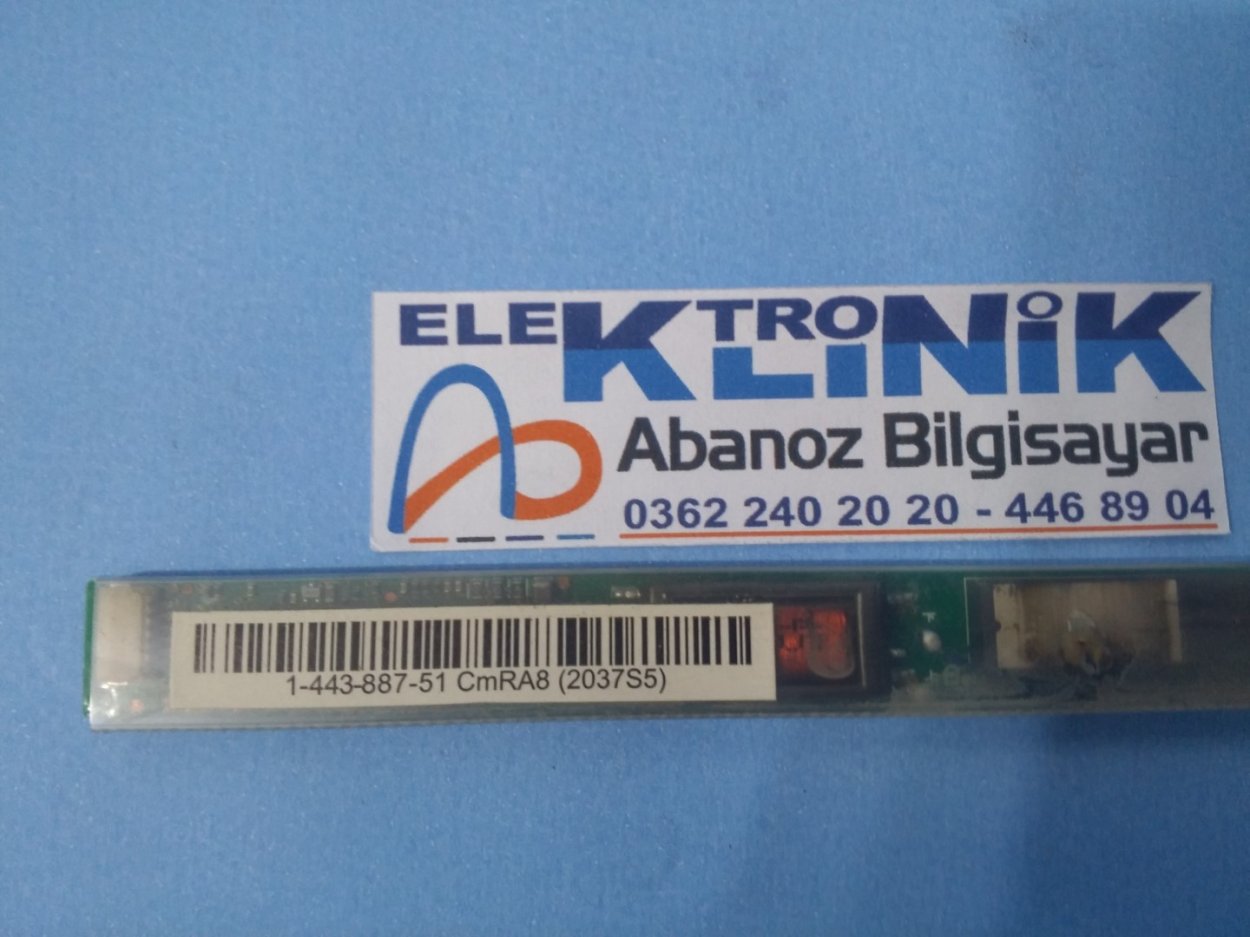 ELEKTRONİK
KLİNİK
Abanoz Bilgisayar
0362 240 20 20 - 446 89 04
1-443-887-51 CmRA8 (2037S5)